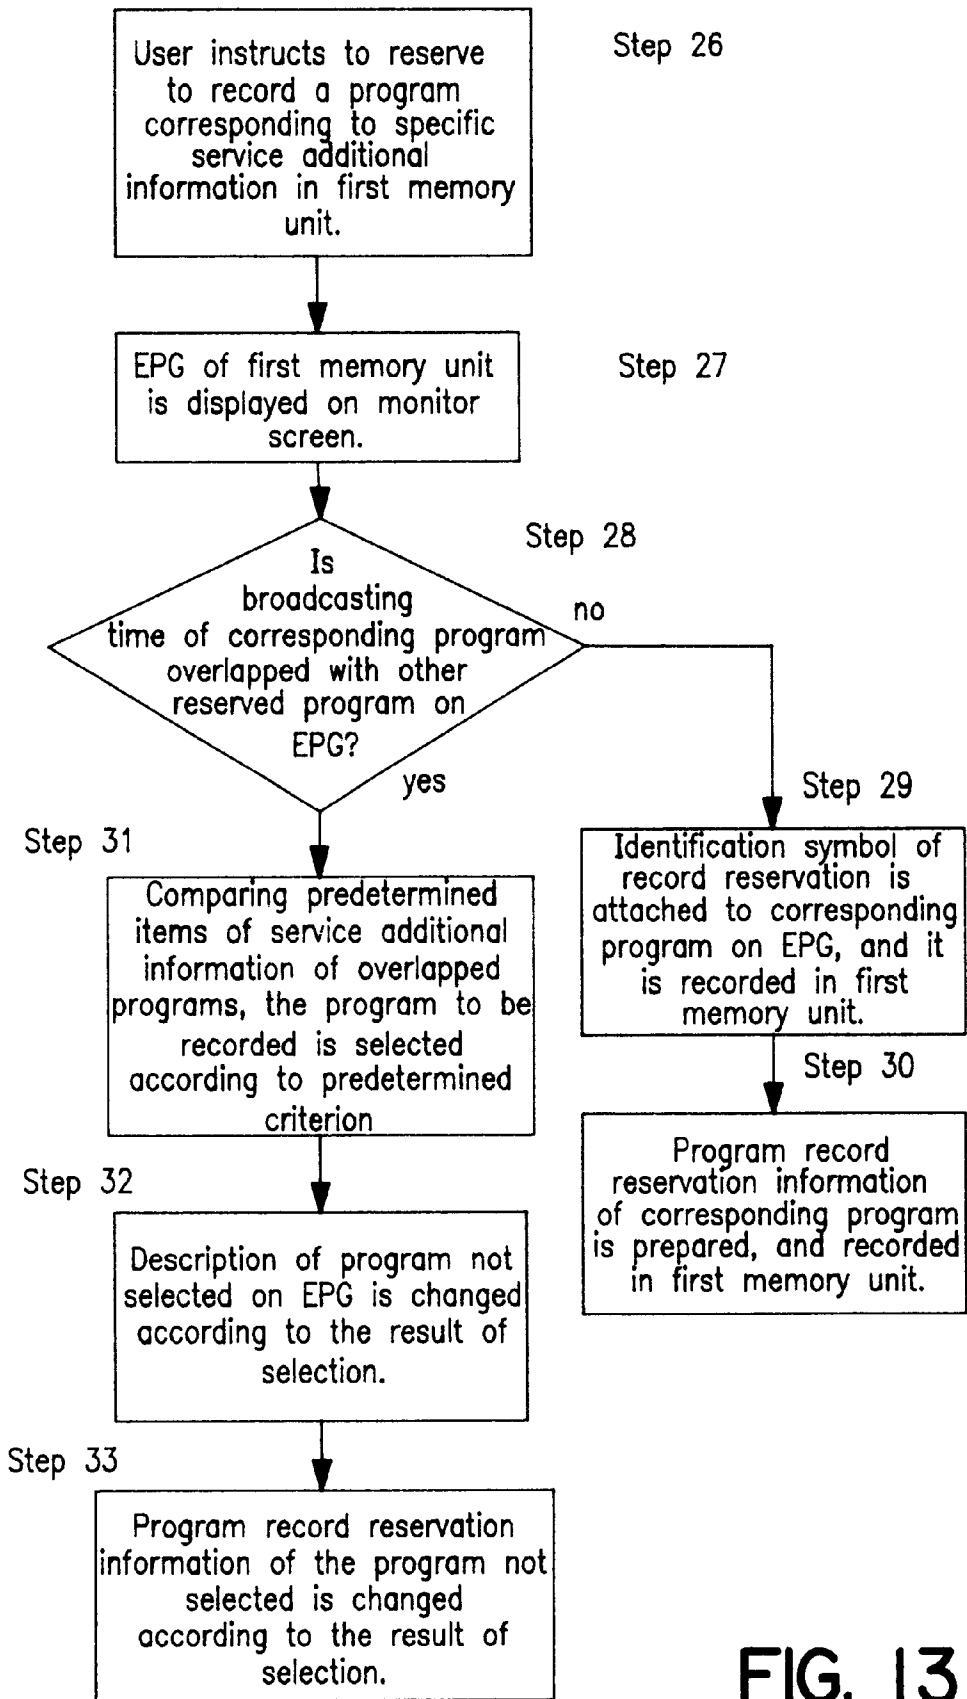 User instructs to reserve
to record a program
corresponding to specific
service additional
information in first memory
unit.
Step 26
EPG of first memory unit
is displayed on monitor
screen.
Step 27
Step 28
Is
broadcasting
time of corresponding program
overlapped with other
reserved program on
EPG?
no
yes
Step 29
Identification symbol of
record reservation is
attached to corresponding
program on EPG, and it
is recorded in first
memory unit.
Step 30
Program record
reservation information
of corresponding program
is prepared, and recorded
in first memory unit.
Step 31
Comparing predetermined
items of service additional
information of overlapped
programs, the program to be
recorded is selected
according to predetermined
criterion
Step 32
Description of program not
selected on EPG is changed
according to the result of
selection.
Step 33
Program record reservation
information of the program not
selected is changed
according to the result of
selection.
FIG. 13